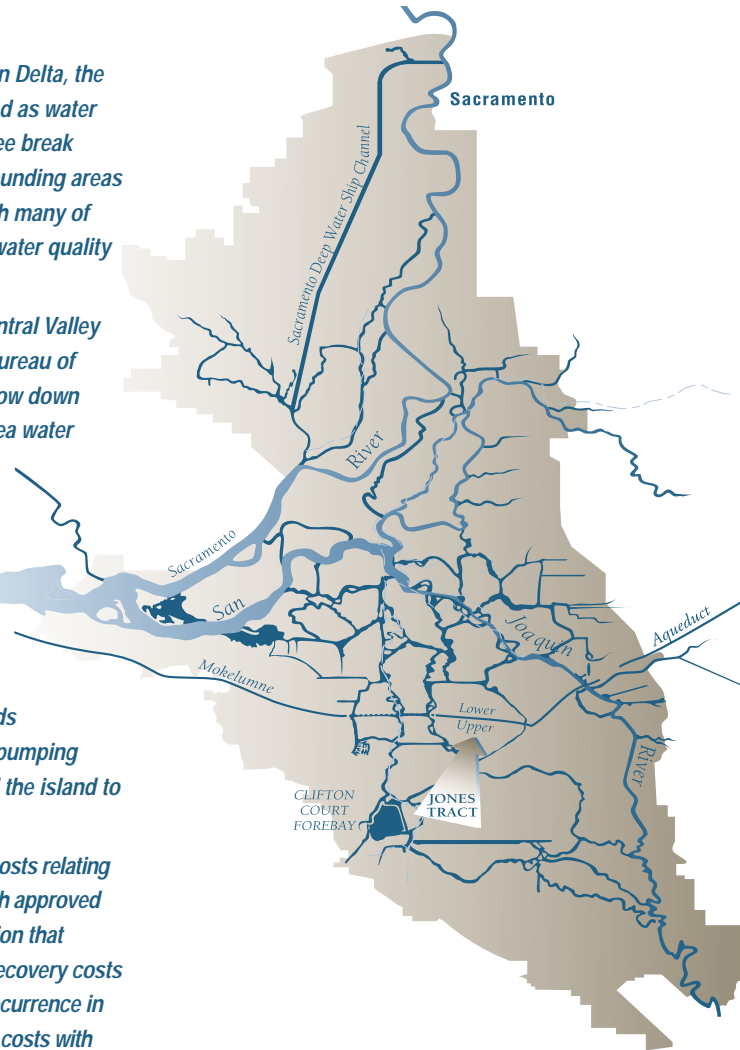 n Delta, the
d as water
ee break
ounding areas
h many of
water quality
ntral Valley
ureau of
ow down
ea water
ds
pumping
d the island to
osts relating
h approved
ion that
ecovery costs
currence in
costs with
Sacramento
Sacramento Deep Water Ship Channel
River
Sacramento
San
Joaquin
Aqueduct
Mokelumne
Lower
Upper
River
CLIFTON
COURT
FOREBAY
JONES
TRACT